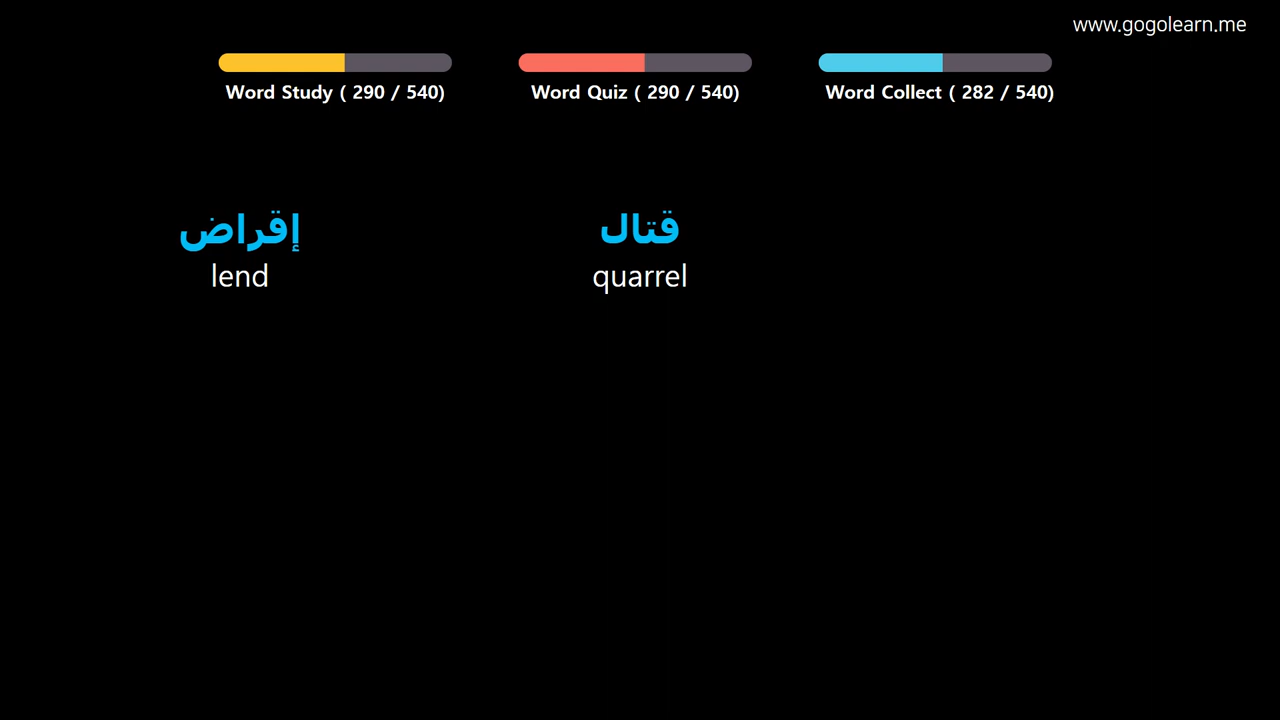 www.gogolearn.me
Word Study ( 290 / 540)
Word Quiz ( 290 / 540)
Word Collect ( 282 / 540)
إقراض
lend
قتال
quarrel